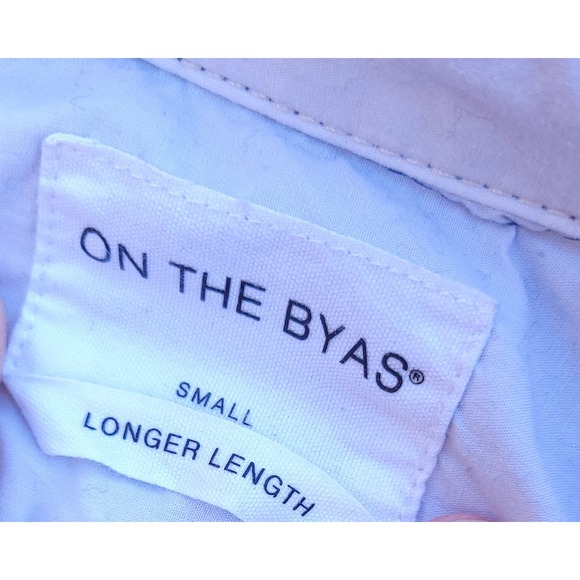 ON THE BYAS®
SMALL
LONGER LENGTH